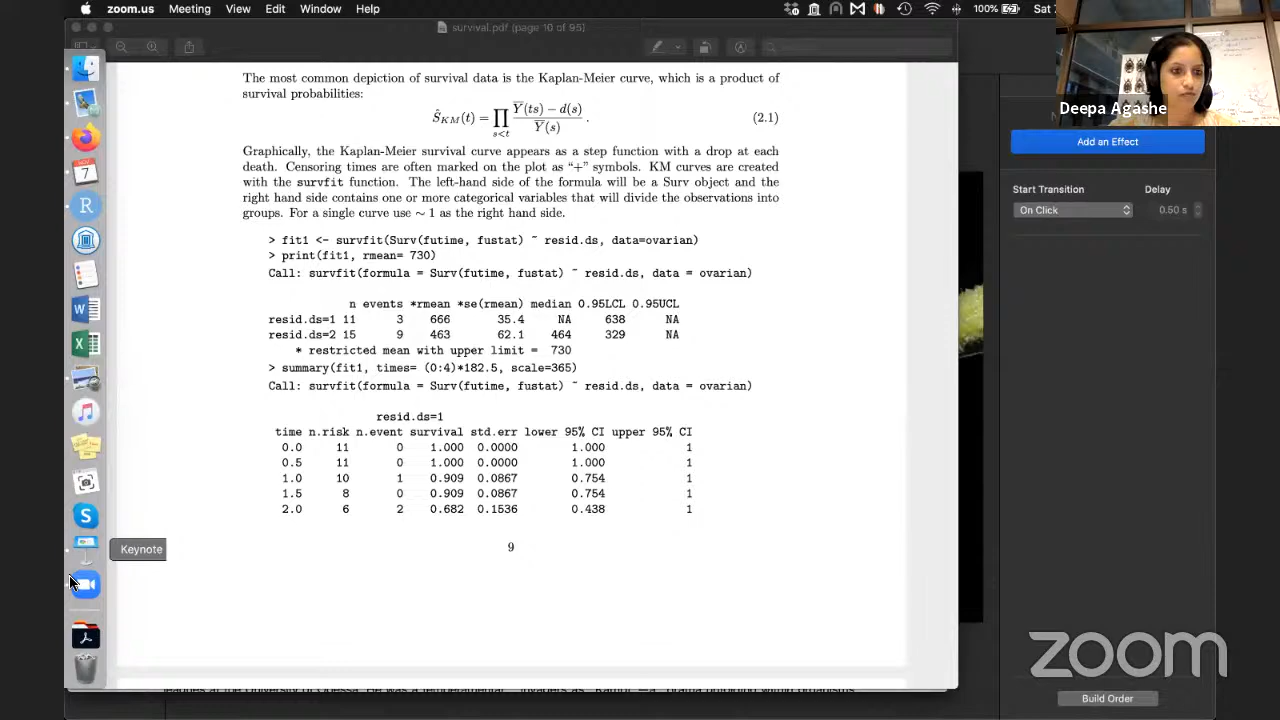 zoom.us Meeting View Edit Window Help
100% Sat 7
survival.pdf (page 10 of 95)
Deepa Agashe
The most common depiction of survival data is the Kaplan-Meier curve, which is a product of
survival probabilities:
Ŝ_KM(t) = ∏_{s<t} (Y̅(ts) − d(s)) / Y̅(s) . (2.1)
Graphically, the Kaplan-Meier survival curve appears as a step function with a drop at each
death. Censoring times are often marked on the plot as “+” symbols. KM curves are created
with the survfit function. The left-hand side of the formula will be a Surv object and the
right hand side contains one or more categorical variables that will divide the observations into
groups. For a single curve use ∼ 1 as the right hand side.
> fit1 <- survfit(Surv(futime, fustat) ~ resid.ds, data=ovarian)
> print(fit1, rmean= 730)
Call: survfit(formula = Surv(futime, fustat) ~ resid.ds, data = ovarian)
n events *rmean *se(rmean) median 0.95LCL 0.95UCL
resid.ds=1 11 3 666 35.4 NA 638 NA
resid.ds=2 15 9 463 62.1 464 329 NA
* restricted mean with upper limit = 730
> summary(fit1, times= (0:4)*182.5, scale=365)
Call: survfit(formula = Surv(futime, fustat) ~ resid.ds, data = ovarian)
resid.ds=1
time n.risk n.event survival std.err lower 95% CI upper 95% CI
0.0 11 0 1.000 0.0000 1.000 1
0.5 11 0 1.000 0.0000 1.000 1
1.0 10 1 0.909 0.0867 0.754 1
1.5 8 0 0.909 0.0867 0.754 1
2.0 6 2 0.682 0.1536 0.438 1
9
NOV
7
R
W
X
S
Keynote
Add an Effect
Start Transition Delay
On Click 0.50 s
zoom
Build Order